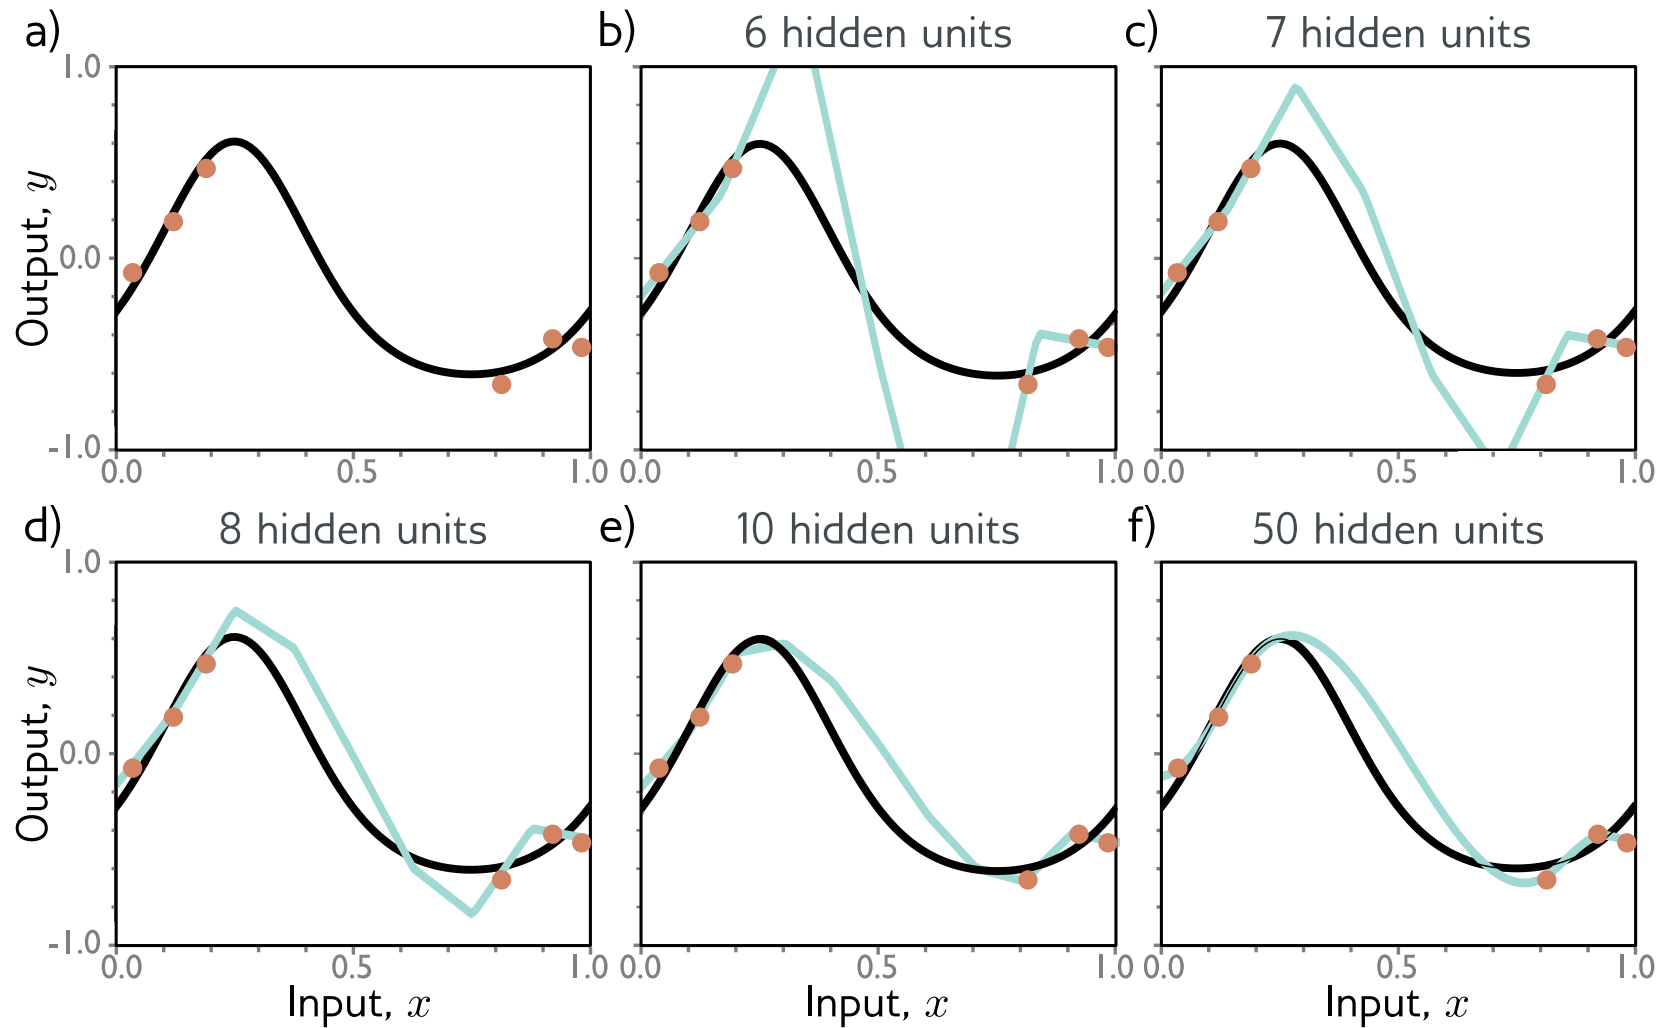 a)
b) 6 hidden units
c) 7 hidden units
1.0
0.0
-1.0
Output, y
0.0 0.5 1.0
0.0 0.5 1.0
0.0 0.5 1.0
d) 8 hidden units
e) 10 hidden units
f) 50 hidden units
1.0
0.0
-1.0
Output, y
0.0 0.5 1.0
0.0 0.5 1.0
0.0 0.5 1.0
Input, x
Input, x
Input, x